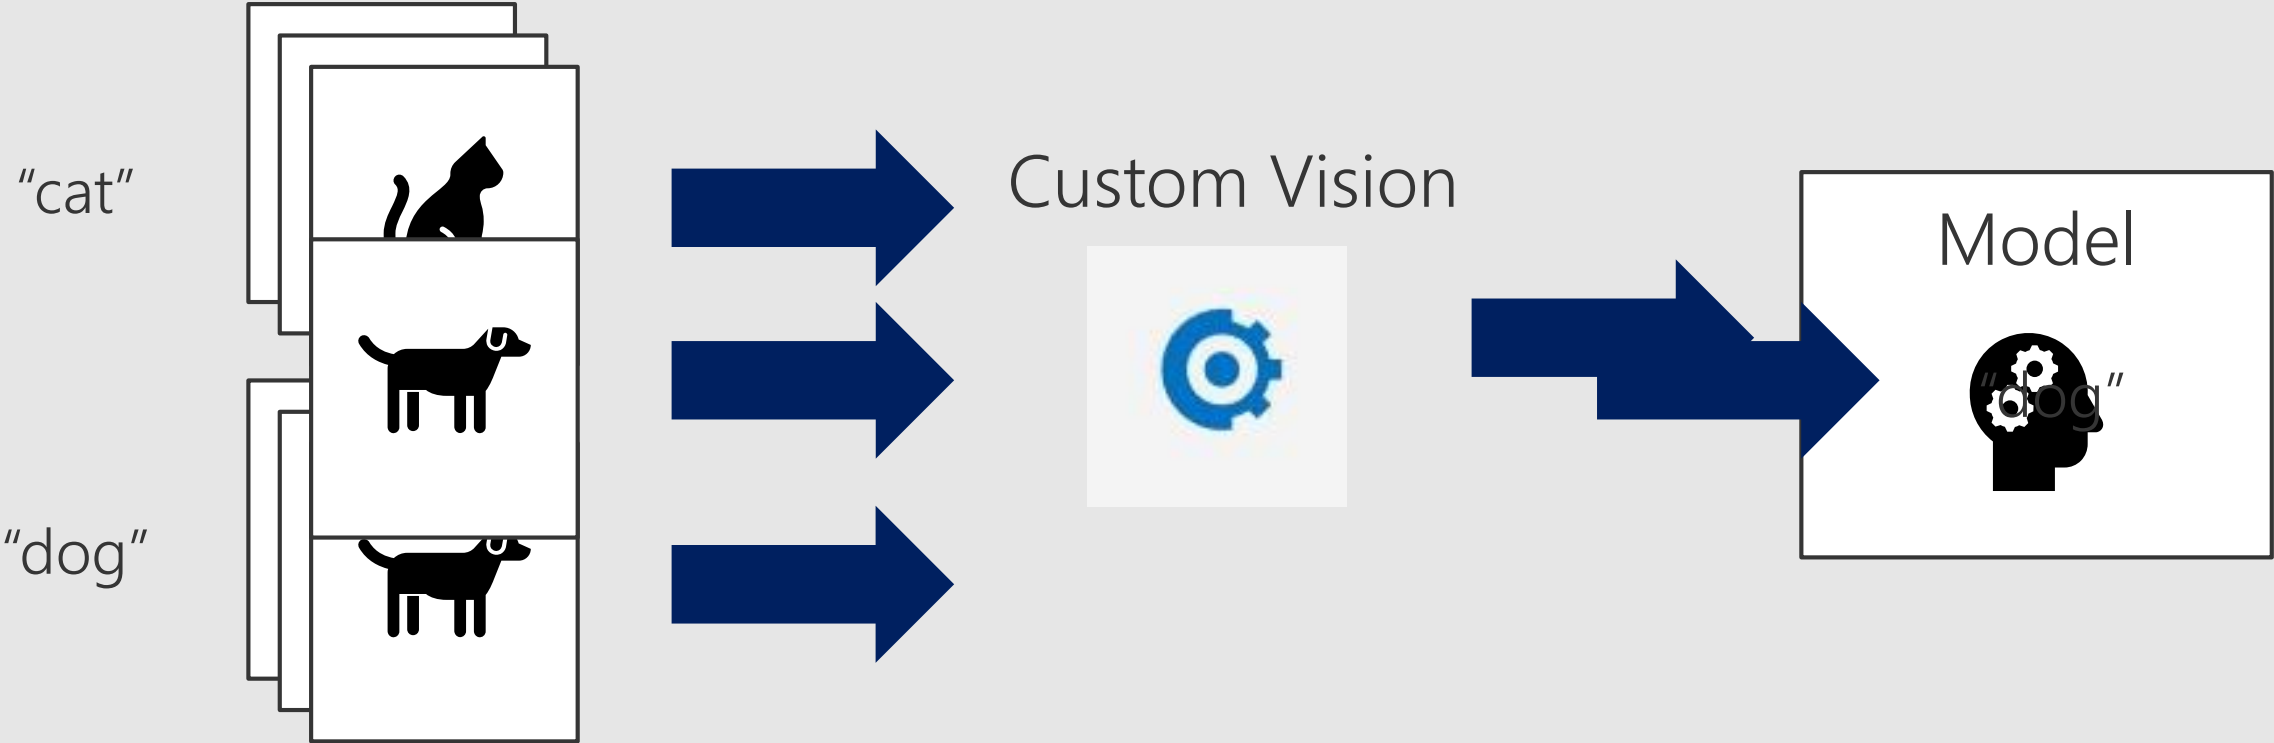 “cat”
Custom Vision
Model
“dog”
“dog”